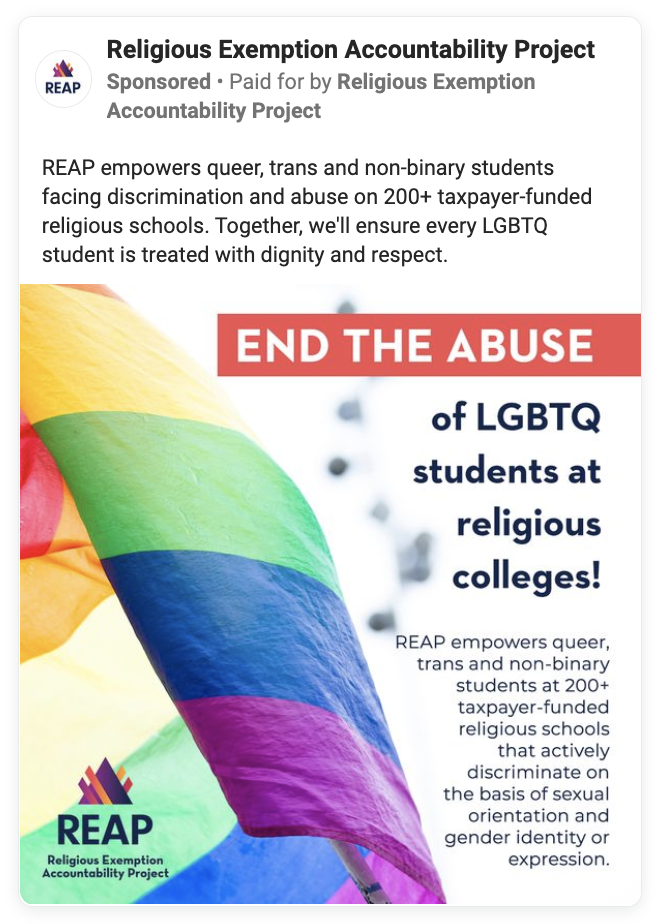 REAP
Religious Exemption Accountability Project
Sponsored • Paid for by Religious Exemption
Accountability Project
REAP empowers queer, trans and non-binary students
facing discrimination and abuse on 200+ taxpayer-funded
religious schools. Together, we'll ensure every LGBTQ
student is treated with dignity and respect.
END THE ABUSE
of LGBTQ
students at
religious
colleges!
REAP empowers queer,
trans and non-binary
students at 200+
taxpayer-funded
religious schools
that actively
discriminate on
the basis of sexual
orientation and
gender identity or
expression.
REAP
Religious Exemption
Accountability Project